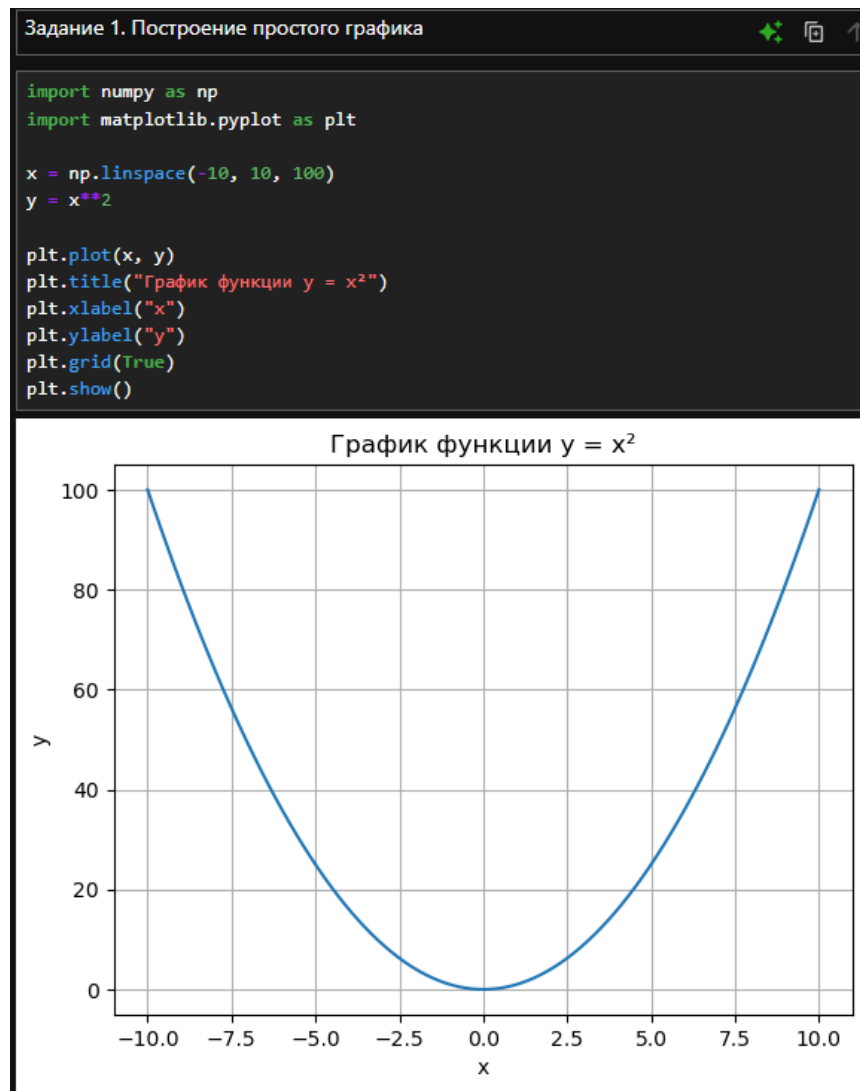 Задание 1. Построение простого графика
import numpy as np
import matplotlib.pyplot as plt
x = np.linspace(-10, 10, 100)
y = x**2
plt.plot(x, y)
plt.title("График функции y = x²")
plt.xlabel("x")
plt.ylabel("y")
plt.grid(True)
plt.show()
График функции y = x²
100
80
60
40
20
0
y
−10.0 −7.5 −5.0 −2.5 0.0 2.5 5.0 7.5 10.0
x